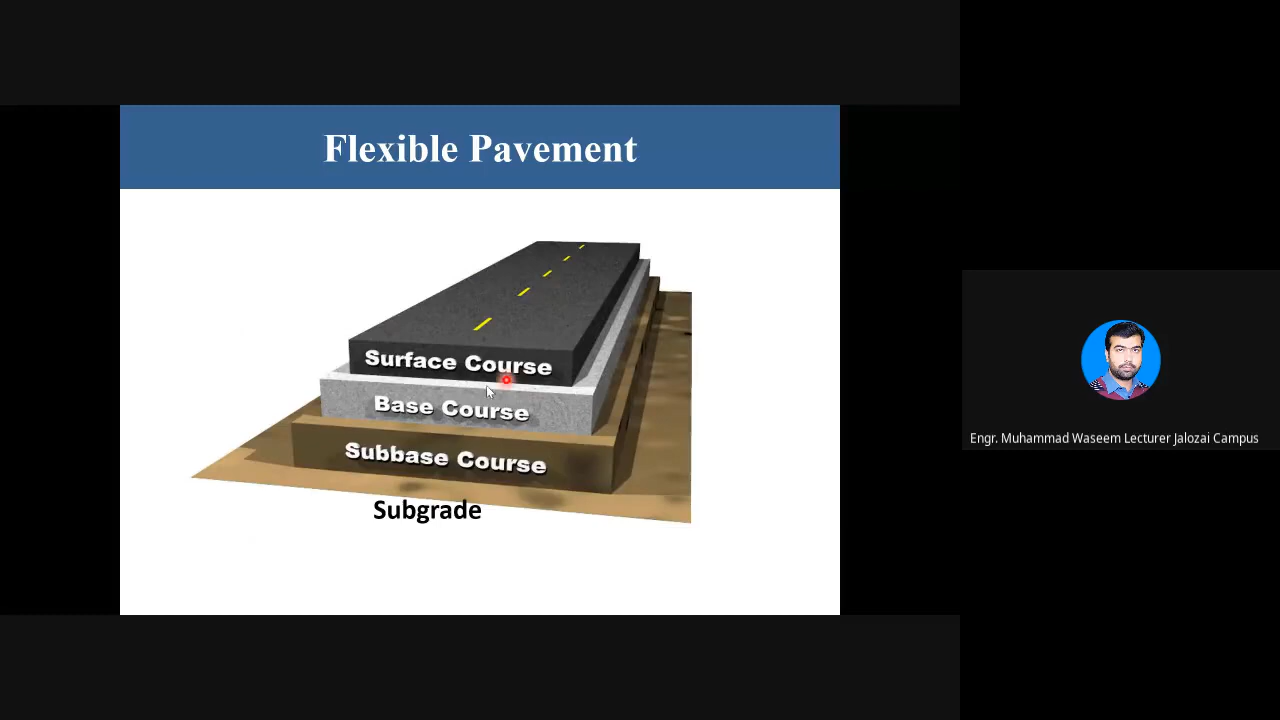 Flexible Pavement
Surface Course
Base Course
Subbase Course
Subgrade
Engr. Muhammad Waseem Lecturer Jalozai Campus